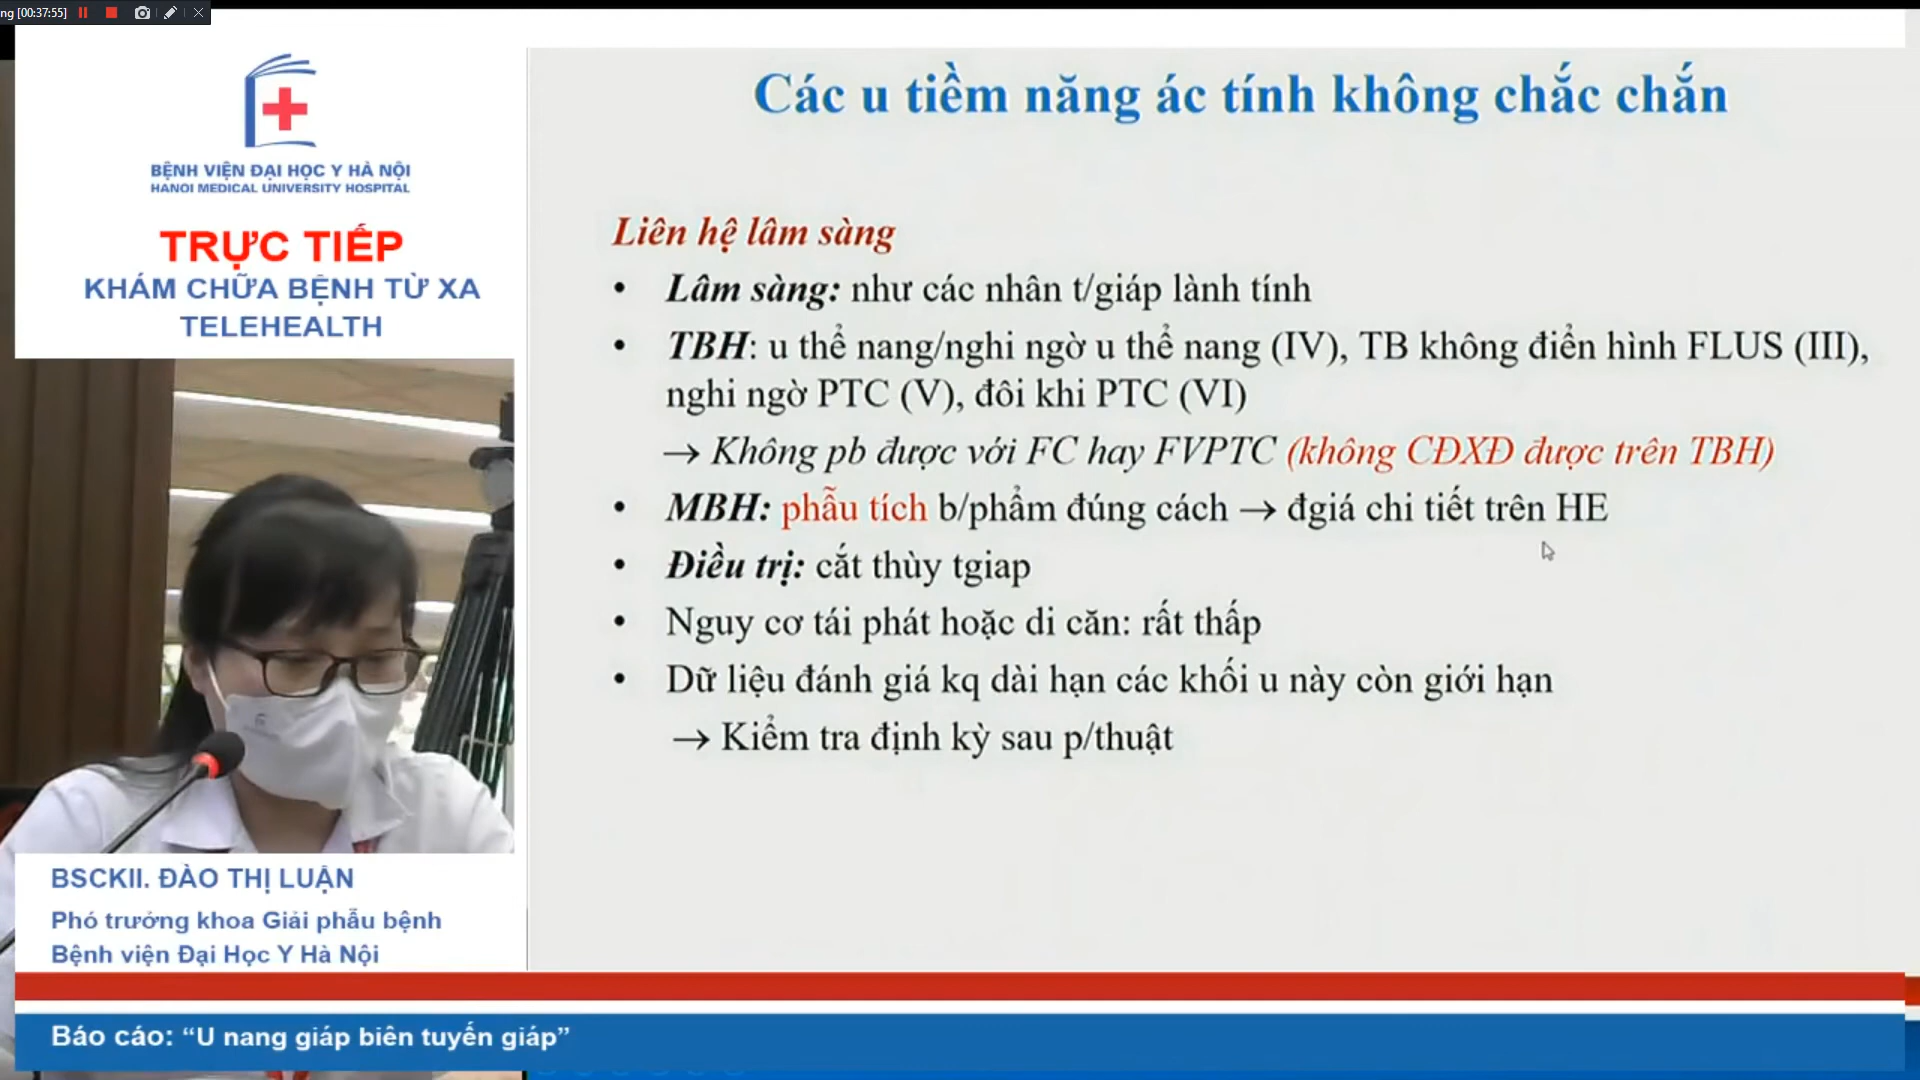 ng [00:37:55]
BỆNH VIỆN ĐẠI HỌC Y HÀ NỘI
HANOI MEDICAL UNIVERSITY HOSPITAL
TRỰC TIẾP
KHÁM CHỮA BỆNH TỪ XA
TELEHEALTH
Các u tiềm năng ác tính không chắc chắn
Liên hệ lâm sàng
• Lâm sàng: như các nhân t/giáp lành tính
• TBH: u thể nang/nghi ngờ u thể nang (IV), TB không điển hình FLUS (III),
nghi ngờ PTC (V), đôi khi PTC (VI)
→ Không pb được với FC hay FVPTC (không CĐXĐ được trên TBH)
• MBH: phẫu tích b/phẩm đúng cách → đgiá chi tiết trên HE
• Điều trị: cắt thùy tgiap
• Nguy cơ tái phát hoặc di căn: rất thấp
• Dữ liệu đánh giá kq dài hạn các khối u này còn giới hạn
→ Kiểm tra định kỳ sau p/thuật
BSCKII. ĐÀO THỊ LUẬN
Phó trưởng khoa Giải phẫu bệnh
Bệnh viện Đại Học Y Hà Nội
Báo cáo: “U nang giáp biên tuyến giáp”